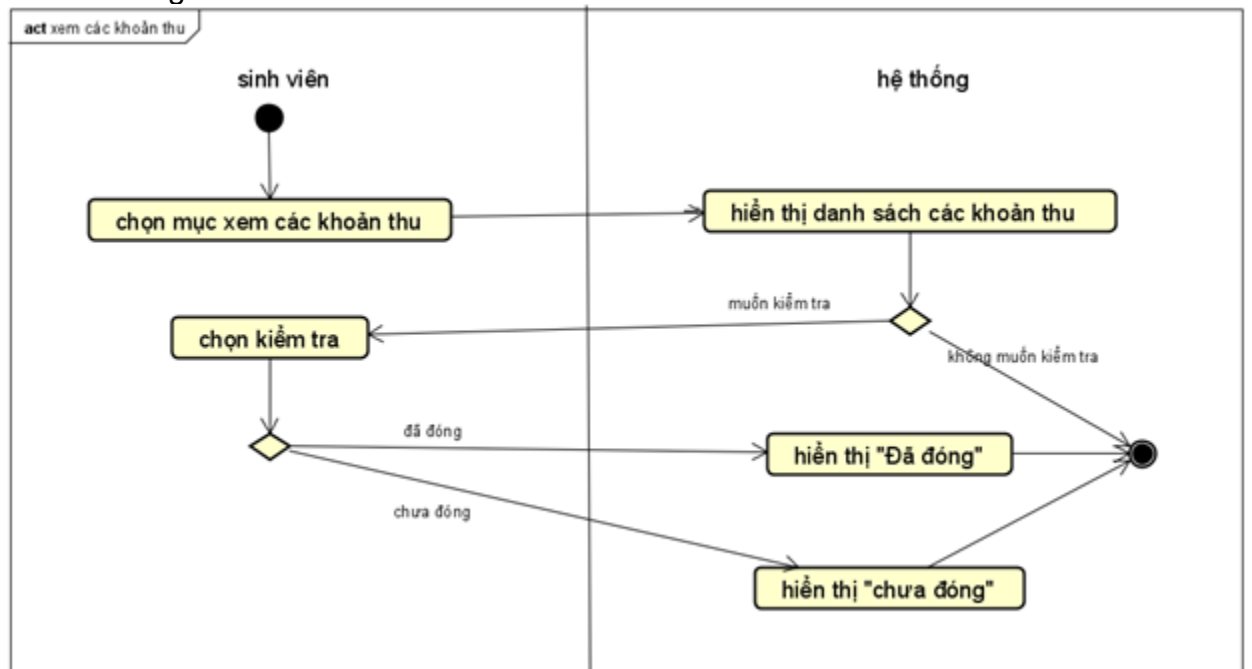 act xem các khoản thu
sinh viên
hệ thống
chọn mục xem các khoản thu
hiển thị danh sách các khoản thu
muốn kiểm tra
chọn kiểm tra
không muốn kiểm tra
đã đóng
hiển thị "Đã đóng"
chưa đóng
hiển thị "chưa đóng"